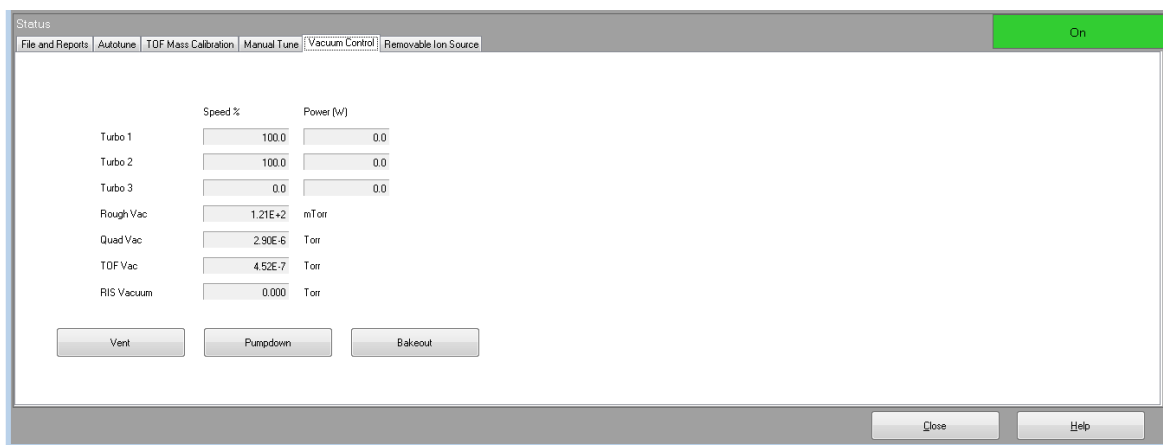 Status
On
File and Reports Autotune TOF Mass Calibration Manual Tune Vacuum Control Removable Ion Source
Speed % Power (W)
Turbo 1 100.0 0.0
Turbo 2 100.0 0.0
Turbo 3 0.0 0.0
Rough Vac 1.21E+2 mTorr
Quad Vac 2.90E-6 Torr
TOF Vac 4.52E-7 Torr
RIS Vacuum 0.000 Torr
Vent Pumpdown Bakeout
Close Help